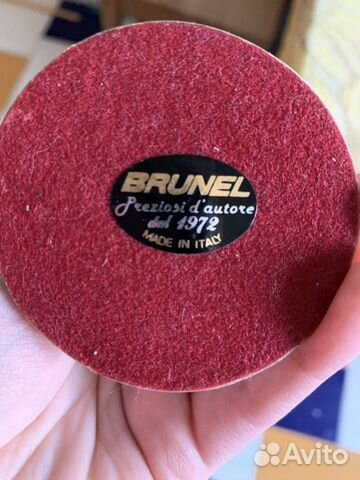 BRUNEL
Preziosi d'autore
dal 1972
MADE IN ITALY
Avito